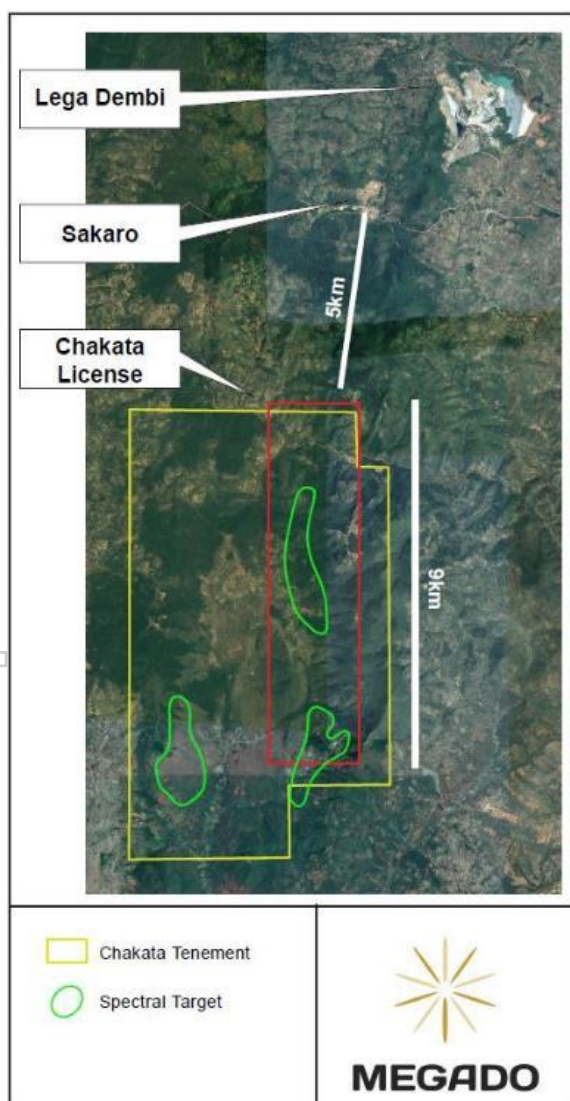 Lega Dembi
Sakaro
5km
Chakata
License
9km
Chakata Tenement
Spectral Target
MEGADO